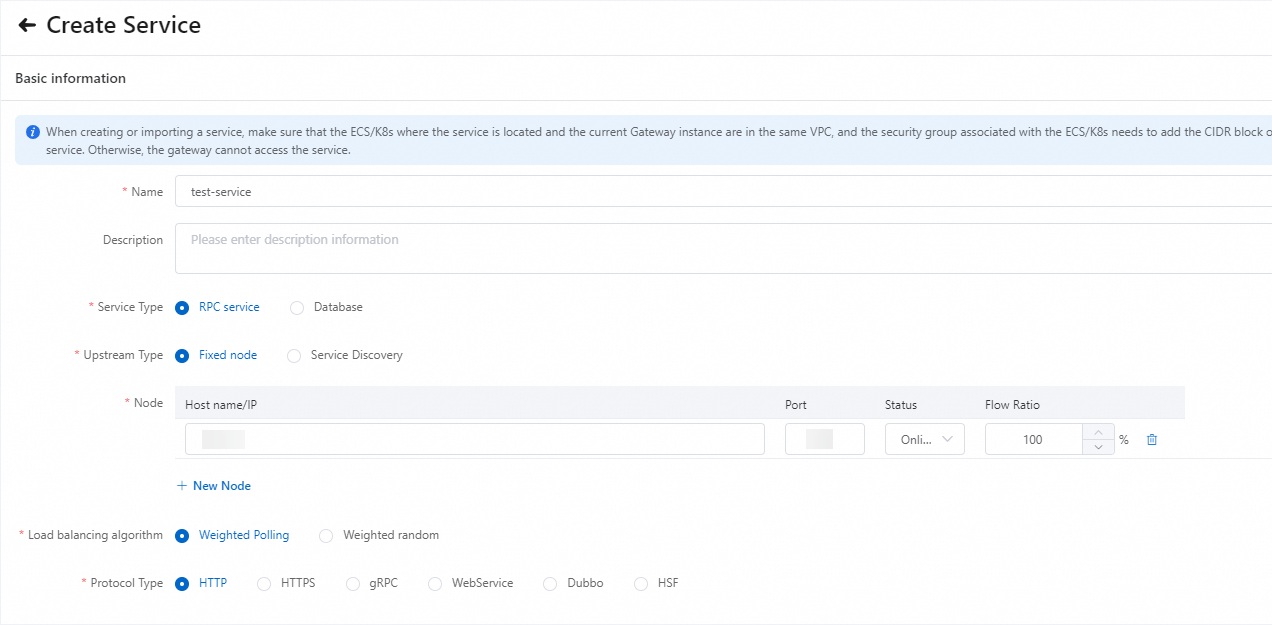 Create Service
Basic information
When creating or importing a service, make sure that the ECS/K8s where the service is located and the current Gateway instance are in the same VPC, and the security group associated with the ECS/K8s needs to add the CIDR block o
service. Otherwise, the gateway cannot access the service.
* Name test-service
Description Please enter description information
* Service Type RPC service Database
* Upstream Type Fixed node Service Discovery
* Node Host name/IP Port Status Flow Ratio
Onli... 100 %
+ New Node
* Load balancing algorithm Weighted Polling Weighted random
* Protocol Type HTTP HTTPS gRPC WebService Dubbo HSF